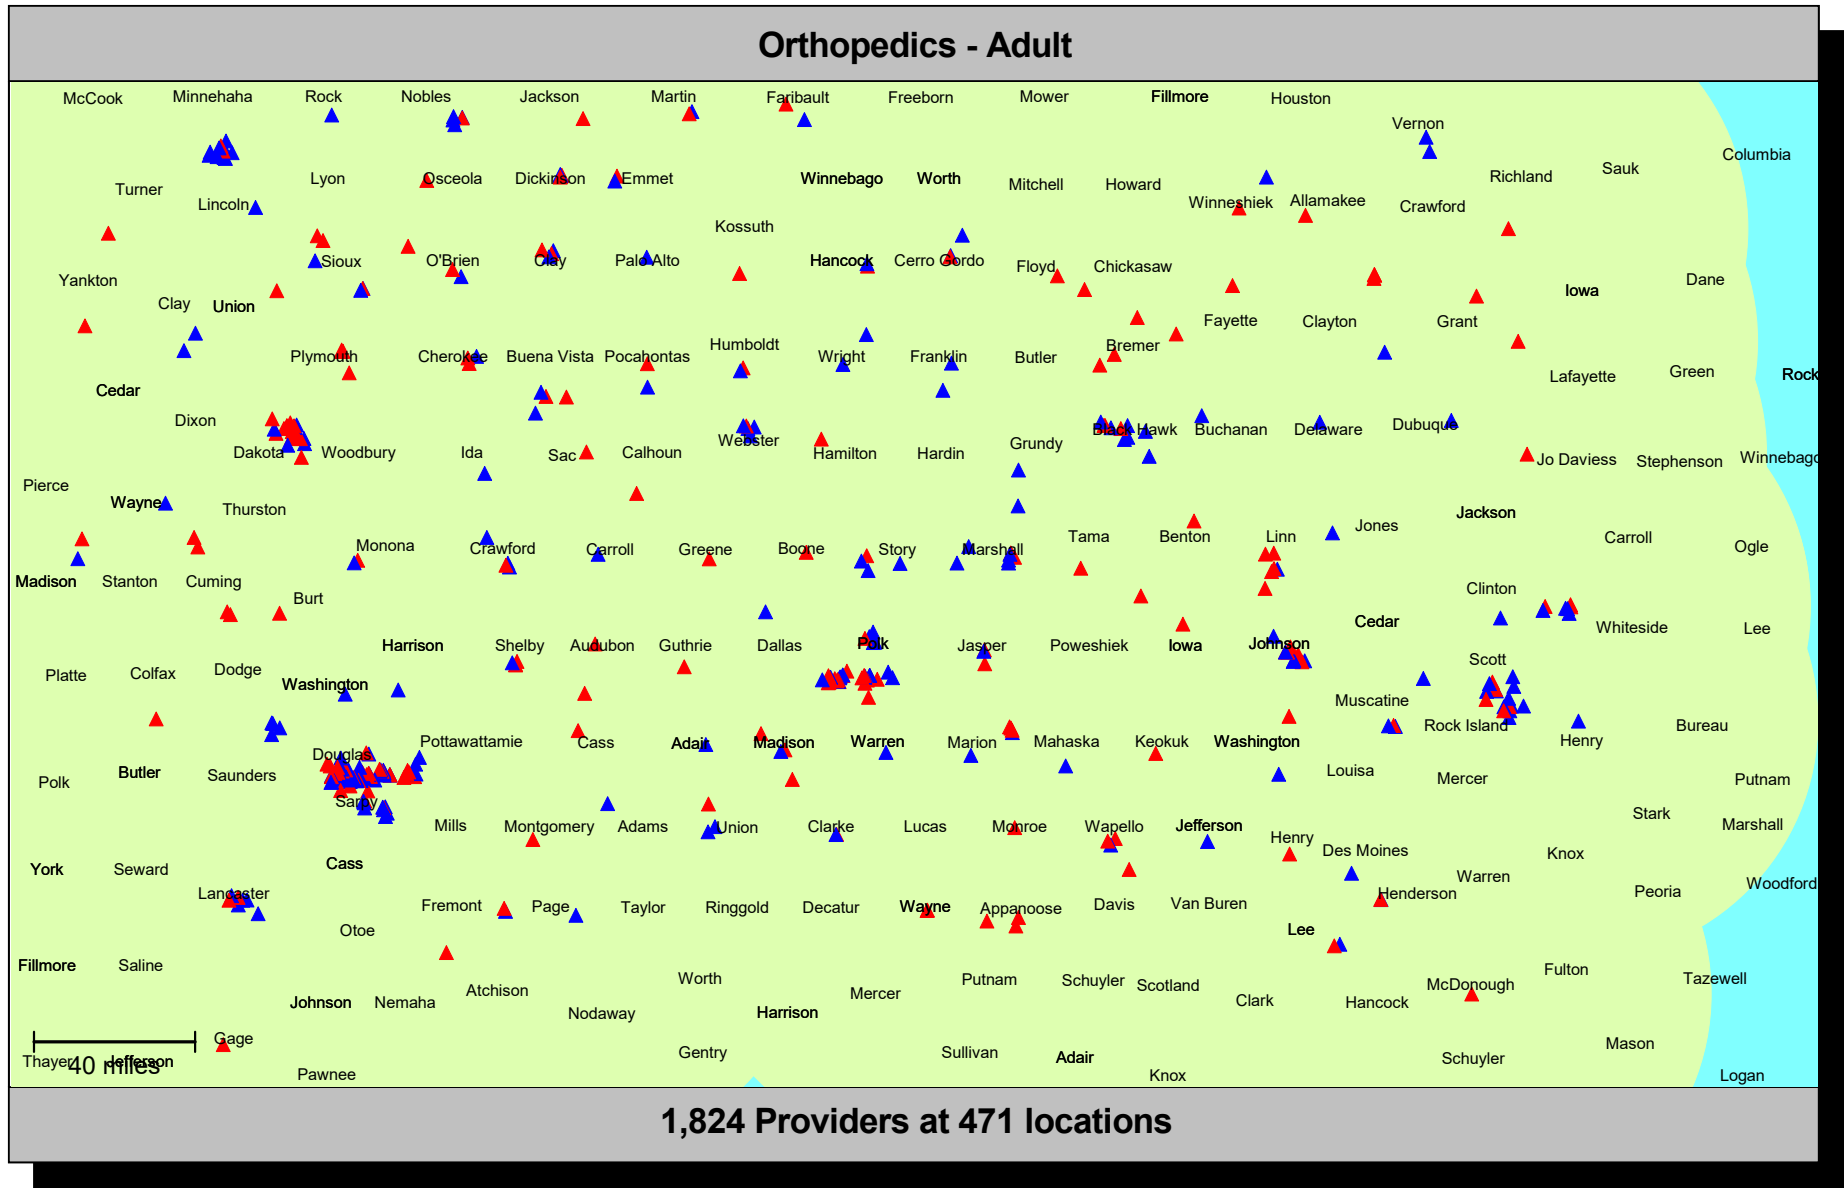 Orthopedics - Adult
McCook Minnehaha Rock Nobles Jackson Martin Faribault Freeborn Mower Fillmore Houston
Vernon
Columbia
Sauk
Richland
Turner Lyon Osceola Dickinson Emmet Winnebago Worth Mitchell Howard
Lincoln Winneshiek Allamakee Crawford
Kossuth
Sioux O'Brien Clay Palo Alto Hancock Cerro Gordo Floyd Chickasaw
Yankton Dane
Clay Union Iowa
Fayette Clayton Grant
Plymouth Cherokee Buena Vista Pocahontas Humboldt Wright Franklin Butler Bremer
Cedar Lafayette Green Rock
Dixon Black Hawk Buchanan Delaware Dubuque
Dakota Woodbury Ida Sac Calhoun Webster Hamilton Hardin Grundy
Jo Daviess Stephenson Winnebago
Pierce
Wayne Thurston Jackson
Monona Crawford Carroll Greene Boone Story Marshall Tama Benton Linn Jones Carroll Ogle
Madison Stanton Cuming Clinton
Burt
Cedar Whiteside Lee
Harrison Shelby Audubon Guthrie Dallas Polk Jasper Poweshiek Iowa Johnson Scott
Platte Colfax Dodge
Washington Muscatine
Rock Island Henry Bureau
Douglas Pottawattamie Cass Adair Madison Warren Marion Mahaska Keokuk Washington
Polk Butler Saunders Louisa Mercer Putnam
Sarpy
Mills Montgomery Adams Union Clarke Lucas Monroe Wapello Jefferson Henry Stark Marshall
York Seward Cass Des Moines Knox
Lancaster Warren Henderson Peoria Woodford
Fremont Page Taylor Ringgold Decatur Wayne Appanoose Davis Van Buren
Otoe Lee
Fillmore Saline Fulton
Worth Putnam Schuyler Scotland McDonough Tazewell
Johnson Nemaha Atchison Mercer Clark Hancock
Nodaway Harrison
Gage Gentry Sullivan Adair Schuyler Mason
Thayer Jefferson
40 miles
Pawnee Knox Logan
1,824 Providers at 471 locations